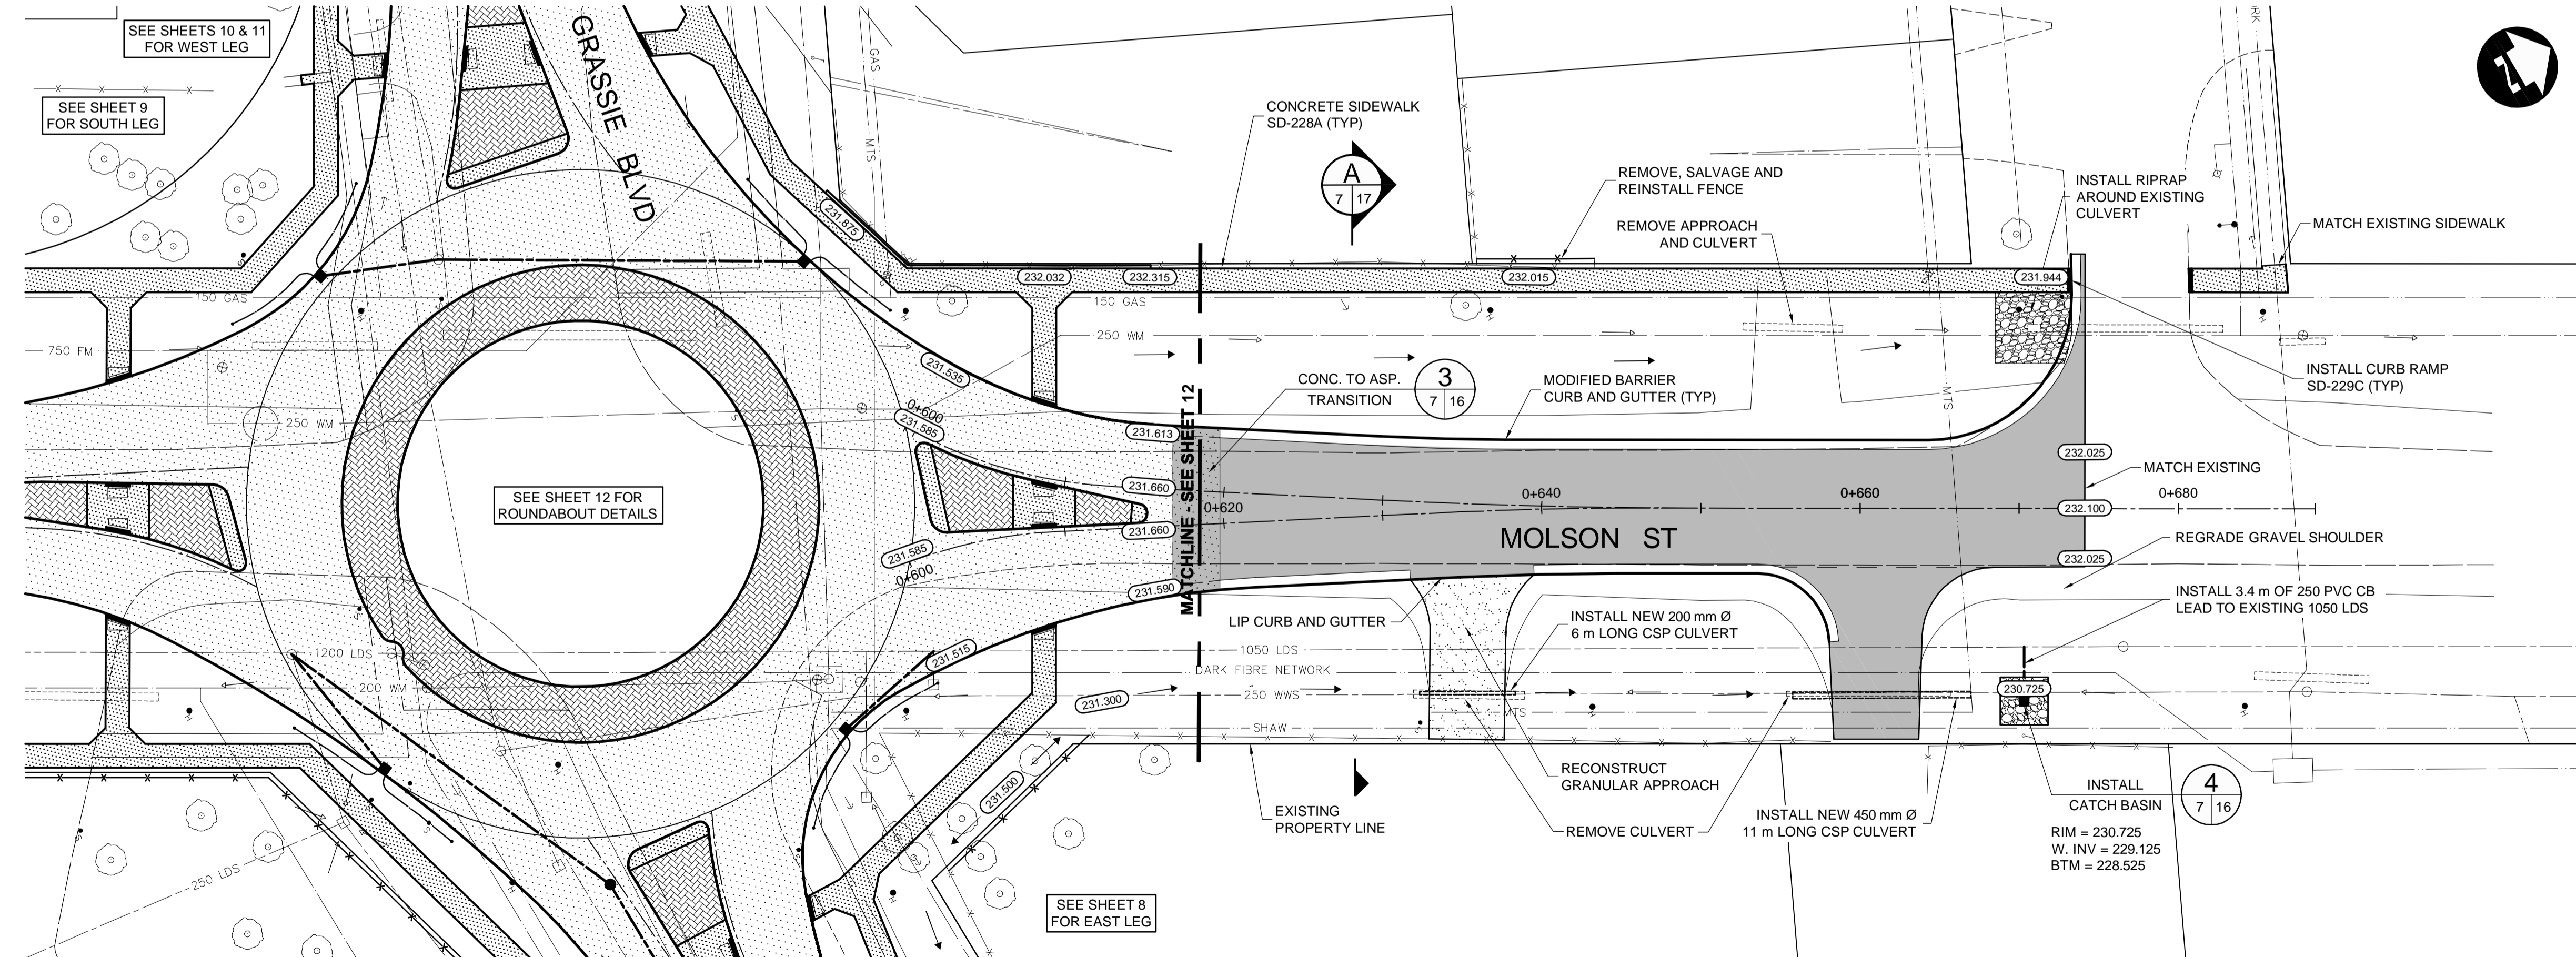 SEE SHEETS 10 & 11
FOR WEST LEG
SEE SHEET 9
FOR SOUTH LEG
GRASSIE BLVD
GAS
MTS
CONCRETE SIDEWALK
SD-228A (TYP)
A
7 17
REMOVE, SALVAGE AND
REINSTALL FENCE
REMOVE APPROACH
AND CULVERT
INSTALL RIPRAP
AROUND EXISTING
CULVERT
MATCH EXISTING SIDEWALK
231.875
232.032
232.315
232.015
231.944
150 GAS
150 GAS
250 WM
750 FM
250 WM
231.535
0+600
231.585
231.613
231.660
MATCHLINE - SEE SHEET 12
CONC. TO ASP.
TRANSITION
3
7 16
MODIFIED BARRIER
CURB AND GUTTER (TYP)
MTS
INSTALL CURB RAMP
SD-229C (TYP)
232.025
MATCH EXISTING
SEE SHEET 12 FOR
ROUNDABOUT DETAILS
0+620
0+640
0+660
0+680
232.100
231.660
MOLSON ST
REGRADE GRAVEL SHOULDER
231.585
0+600
232.025
231.590
INSTALL 3.4 m OF 250 PVC CB
LEAD TO EXISTING 1050 LDS
LIP CURB AND GUTTER
INSTALL NEW 200 mm Ø
6 m LONG CSP CULVERT
1200 LDS
231.515
1050 LDS
DARK FIBRE NETWORK
200 WM
250 WWS
231.300
230.725
MTS
SHAW
RECONSTRUCT
GRANULAR APPROACH
231.500
EXISTING
PROPERTY LINE
REMOVE CULVERT
INSTALL NEW 450 mm Ø
11 m LONG CSP CULVERT
INSTALL
CATCH BASIN
4
7 16
RIM = 230.725
W. INV = 229.125
BTM = 228.525
250 LDS
SEE SHEET 8
FOR EAST LEG